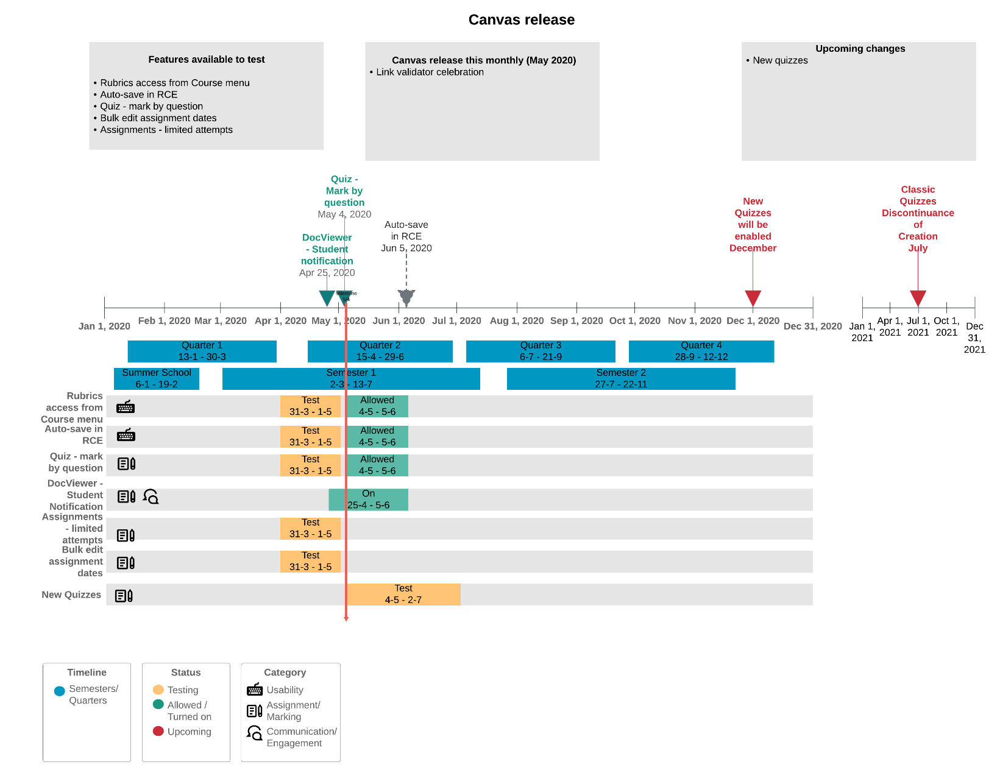 Canvas release
Features available to test
• Rubrics access from Course menu
• Auto-save in RCE
• Quiz - mark by question
• Bulk edit assignment dates
• Assignments - limited attempts
Canvas release this monthly (May 2020)
• Link validator celebration
Upcoming changes
• New quizzes
Quiz -
Mark by
question
May 4, 2020
DocViewer
- Student
notification
Apr 25, 2020
Auto-save
in RCE
Jun 5, 2020
New
Quizzes
will be
enabled
December
Classic
Quizzes
Discontinuance
of
Creation
July
Milestone
5/4
Jan 1, 2020
Feb 1, 2020
Mar 1, 2020
Apr 1, 2020
May 1, 2020
Jun 1, 2020
Jul 1, 2020
Aug 1, 2020
Sep 1, 2020
Oct 1, 2020
Nov 1, 2020
Dec 1, 2020
Dec 31, 2020
Jan 1,
2021
Apr 1,
2021
Jul 1,
2021
Oct 1,
2021
Dec
31,
2021
Quarter 1
13-1 - 30-3
Quarter 2
15-4 - 29-6
Quarter 3
6-7 - 21-9
Quarter 4
28-9 - 12-12
Summer School
6-1 - 19-2
Semester 1
2-3 - 13-7
Semester 2
27-7 - 22-11
Rubrics
access from
Course menu
Test
31-3 - 1-5
Allowed
4-5 - 5-6
Auto-save in
RCE
Test
31-3 - 1-5
Allowed
4-5 - 5-6
Quiz - mark
by question
Test
31-3 - 1-5
Allowed
4-5 - 5-6
DocViewer -
Student
Notification
On
25-4 - 5-6
Assignments
- limited
attempts
Test
31-3 - 1-5
Bulk edit
assignment
dates
Test
31-3 - 1-5
New Quizzes
Test
4-5 - 2-7
Timeline
Semesters/
Quarters
Status
Testing
Allowed /
Turned on
Upcoming
Category
Usability
Assignment/
Marking
Communication/
Engagement